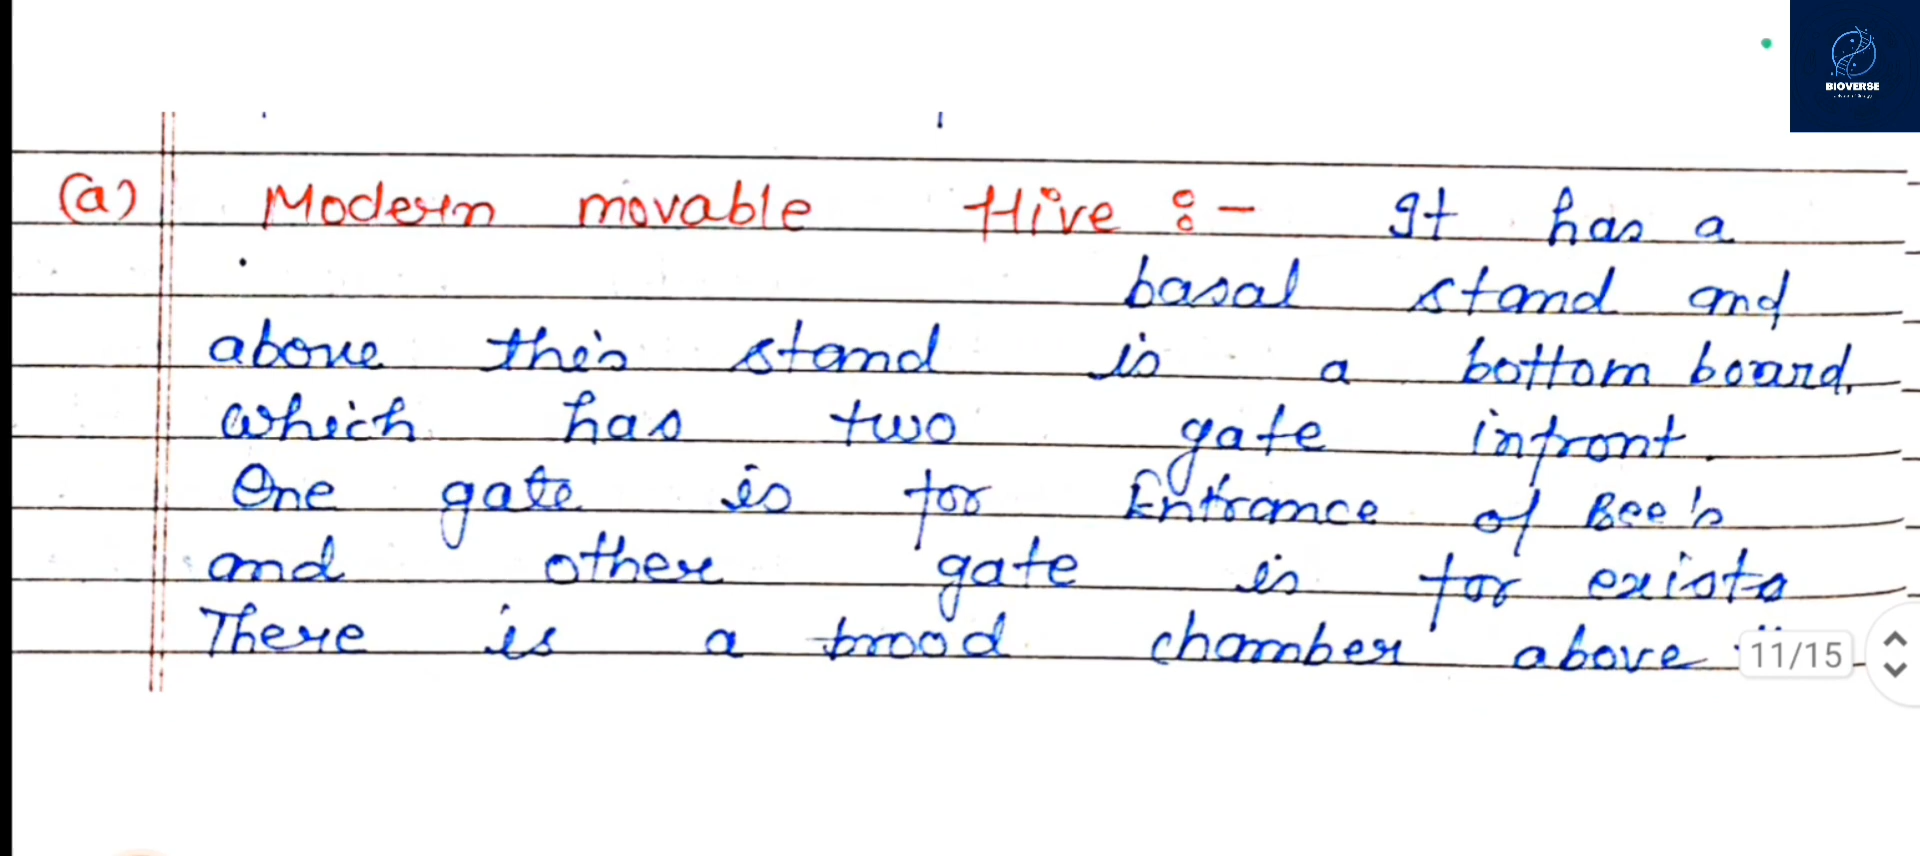 BIOVERSE
(a) Modern movable Hive :- It has a
basal stand and
above this stand is a bottom board.
which has two gate infront.
One gate is for Entrance of Bee's
and other gate is for exists
There is a brood chamber above
11/15